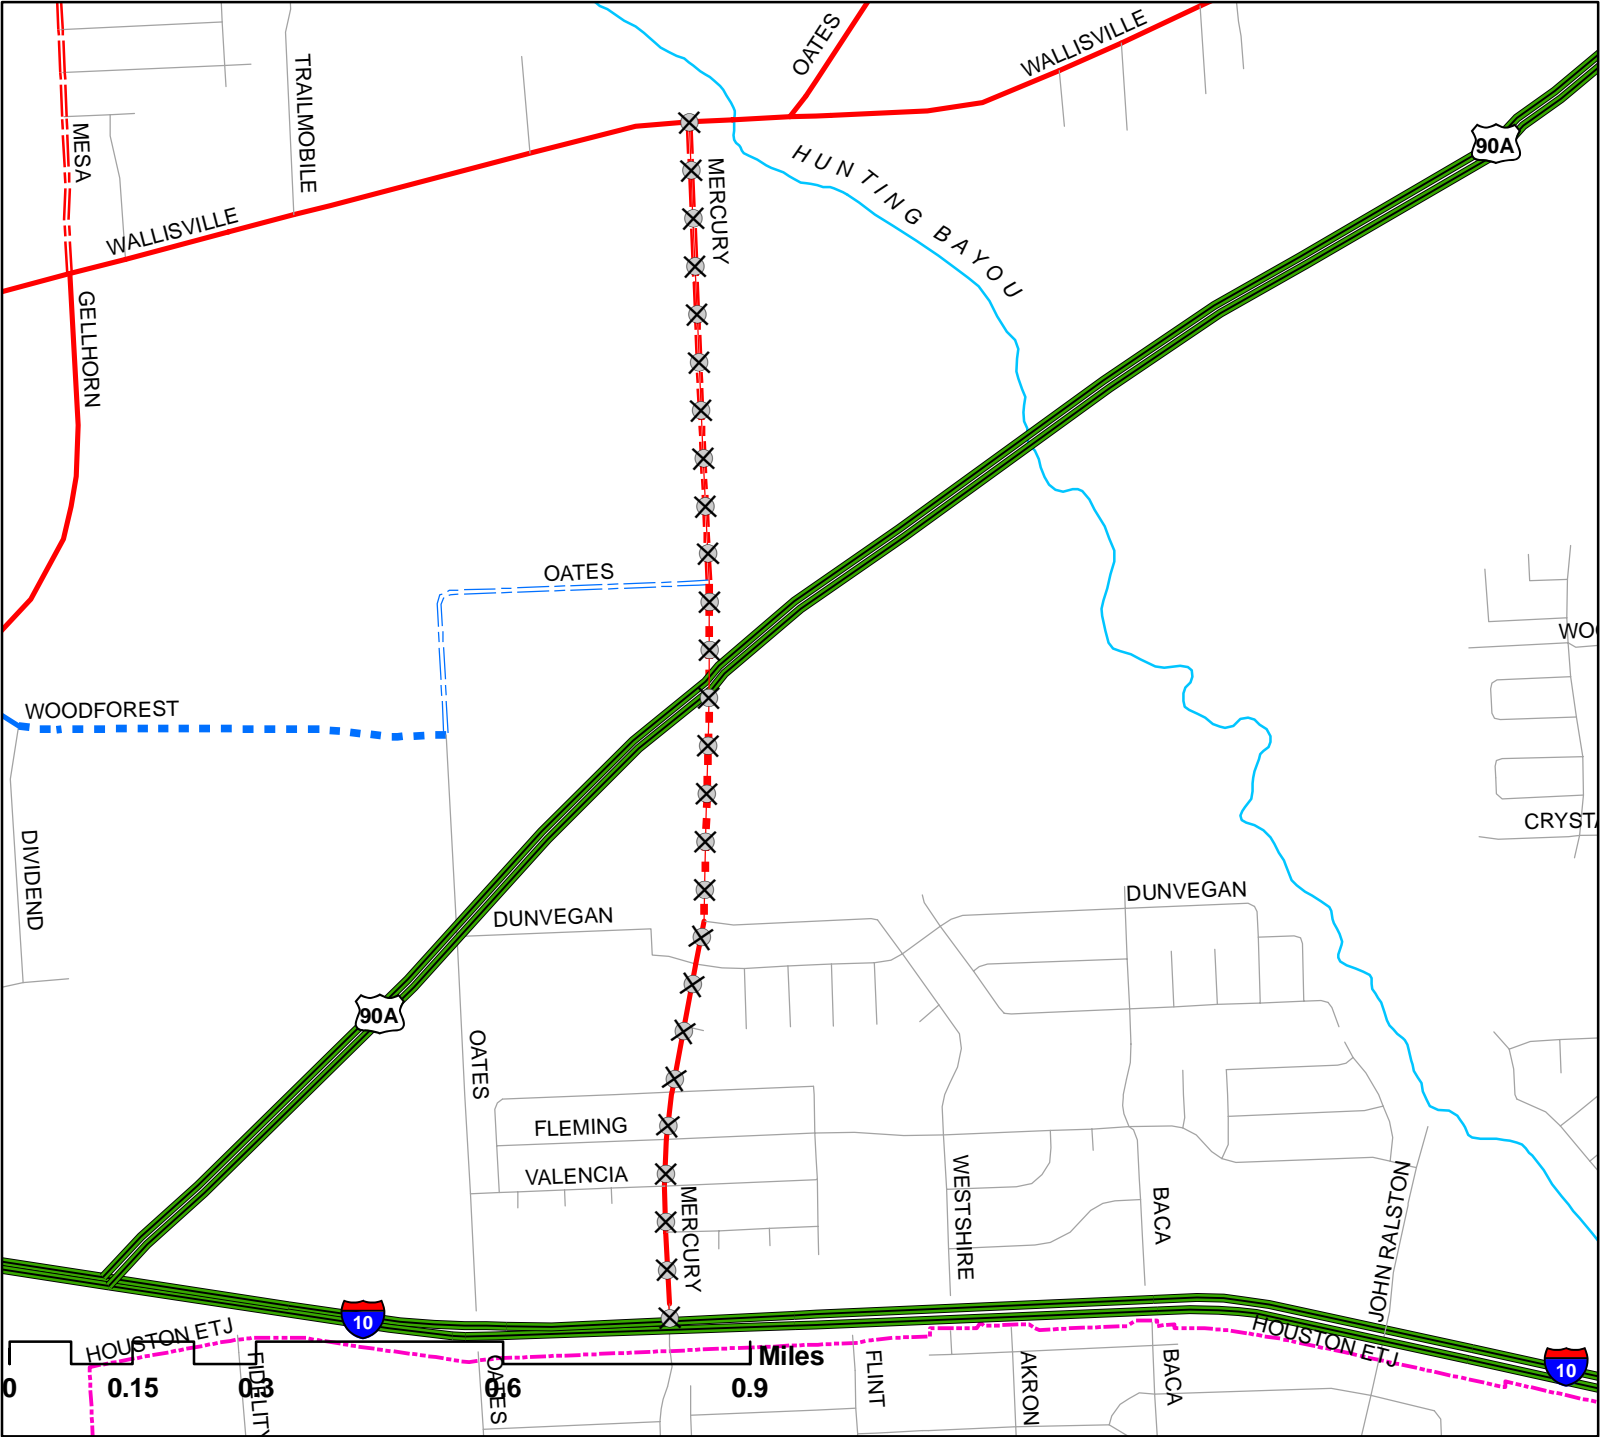 OATES
WALLISVILLE
TRAILMOBILE
MESA
90A
HUNTING BAYOU
MERCURY
WALLISVILLE
GELLHORN
OATES
WOODFOREST
WO
CRYST
DIVIDEND
DUNVEGAN
DUNVEGAN
90A
OATES
FLEMING
VALENCIA
MERCURY
WESTSHIRE
BACA
JOHN RALSTON
10
HOUSTON ETJ
HOUSTON ETJ
10
Miles
FIDELITY
OATES
FLINT
AKRON
BACA
0 0.15 0.3 0.6 0.9